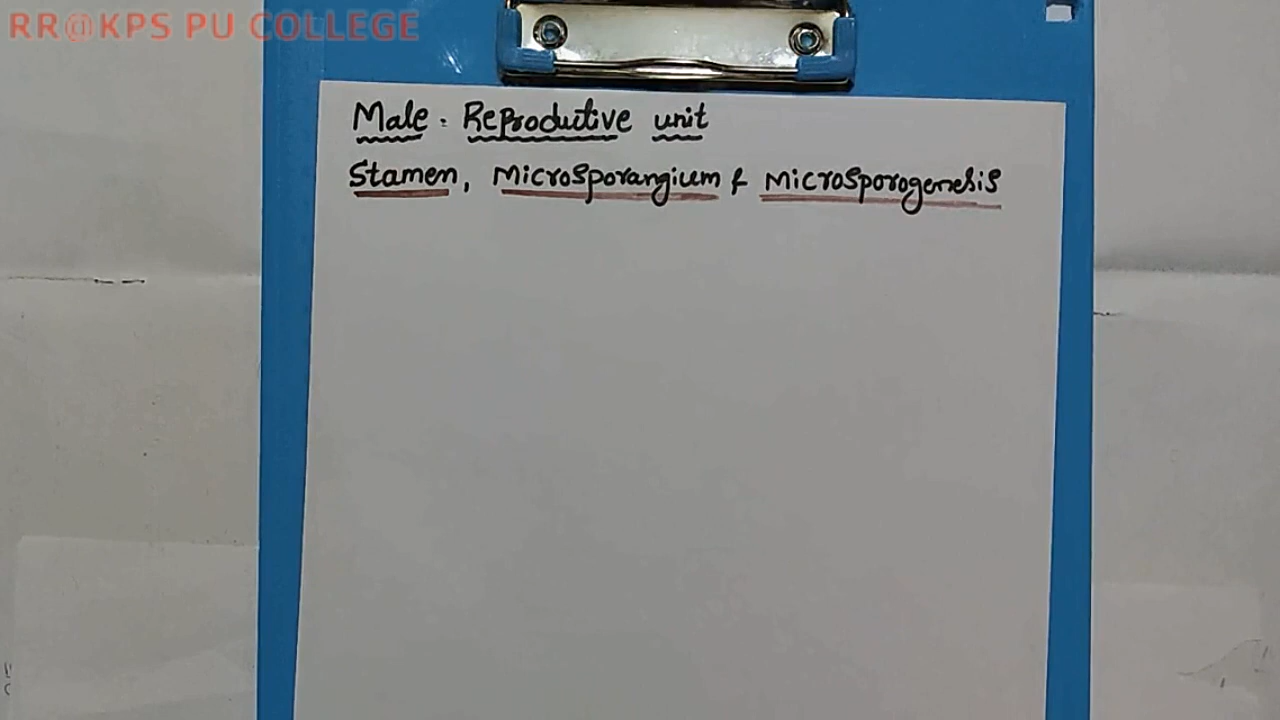 RR@KPS PU COLLEGE
Male : Reproductive unit
Stamen, Microsporangium & Microsporogenesis